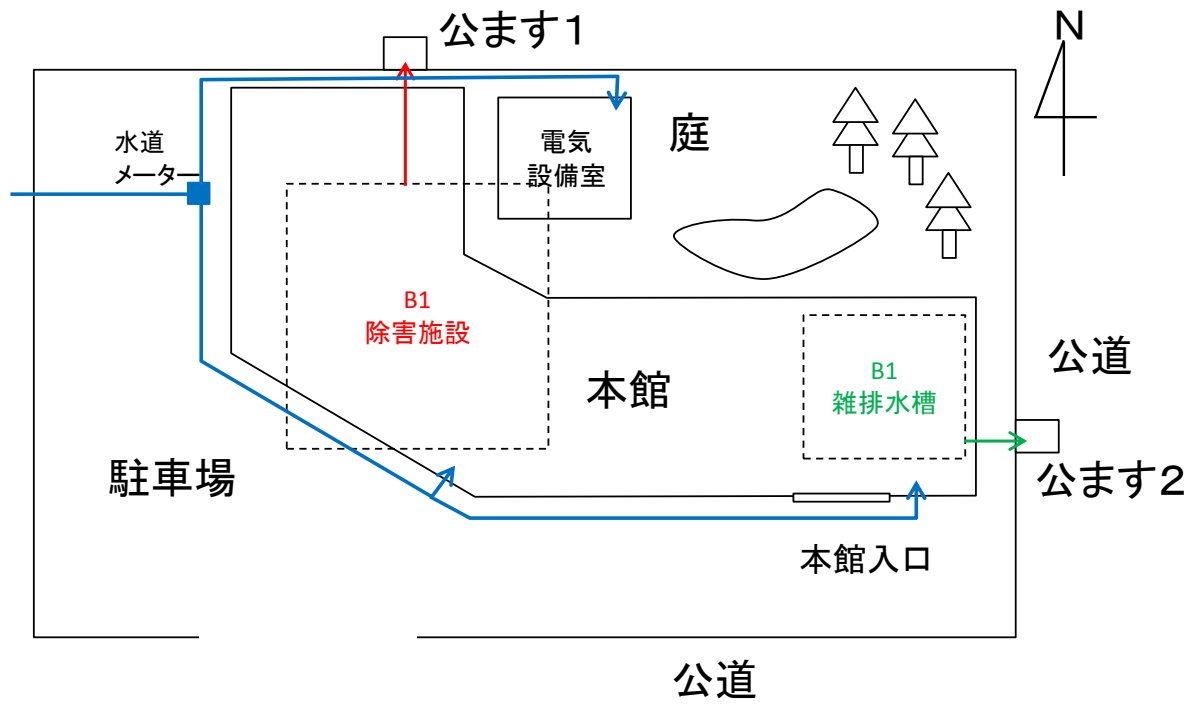 公ます１
N
水道
メーター
電気
設備室
庭
B1
除害施設
本館
B1
雑排水槽
公道
公ます２
駐車場
本館入口
公道